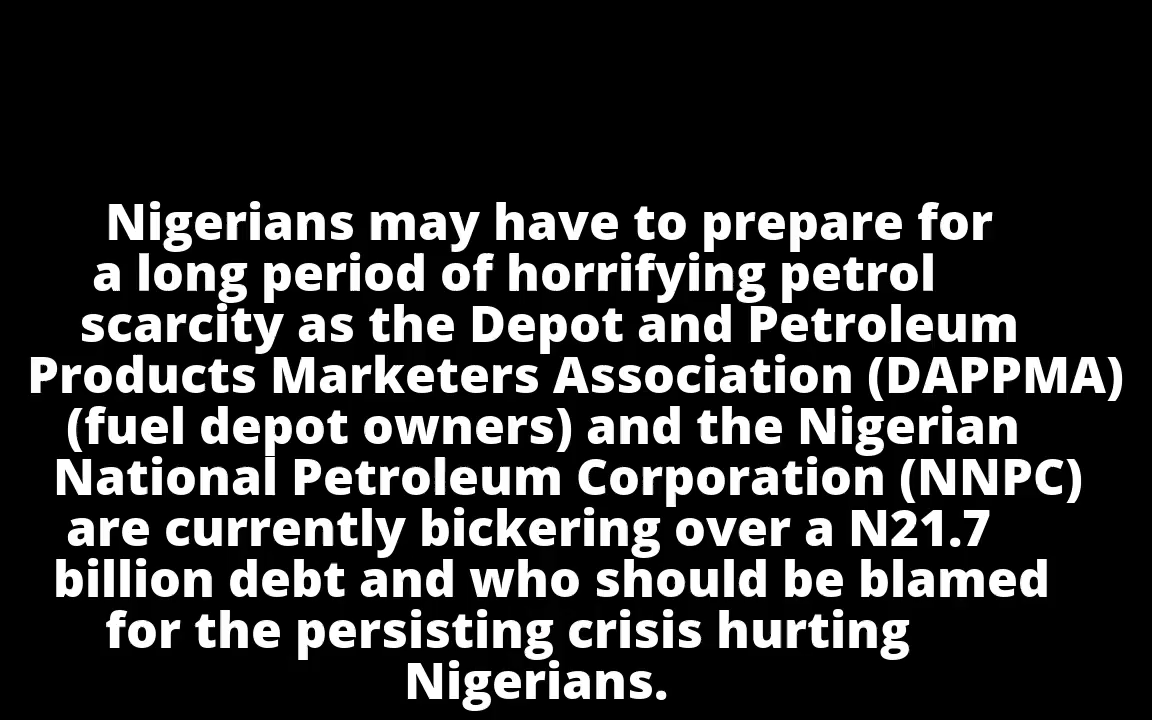 Nigerians may have to prepare for
a long period of horrifying petrol
scarcity as the Depot and Petroleum
Products Marketers Association (DAPPMA)
(fuel depot owners) and the Nigerian
National Petroleum Corporation (NNPC)
are currently bickering over a N21.7
billion debt and who should be blamed
for the persisting crisis hurting
Nigerians.